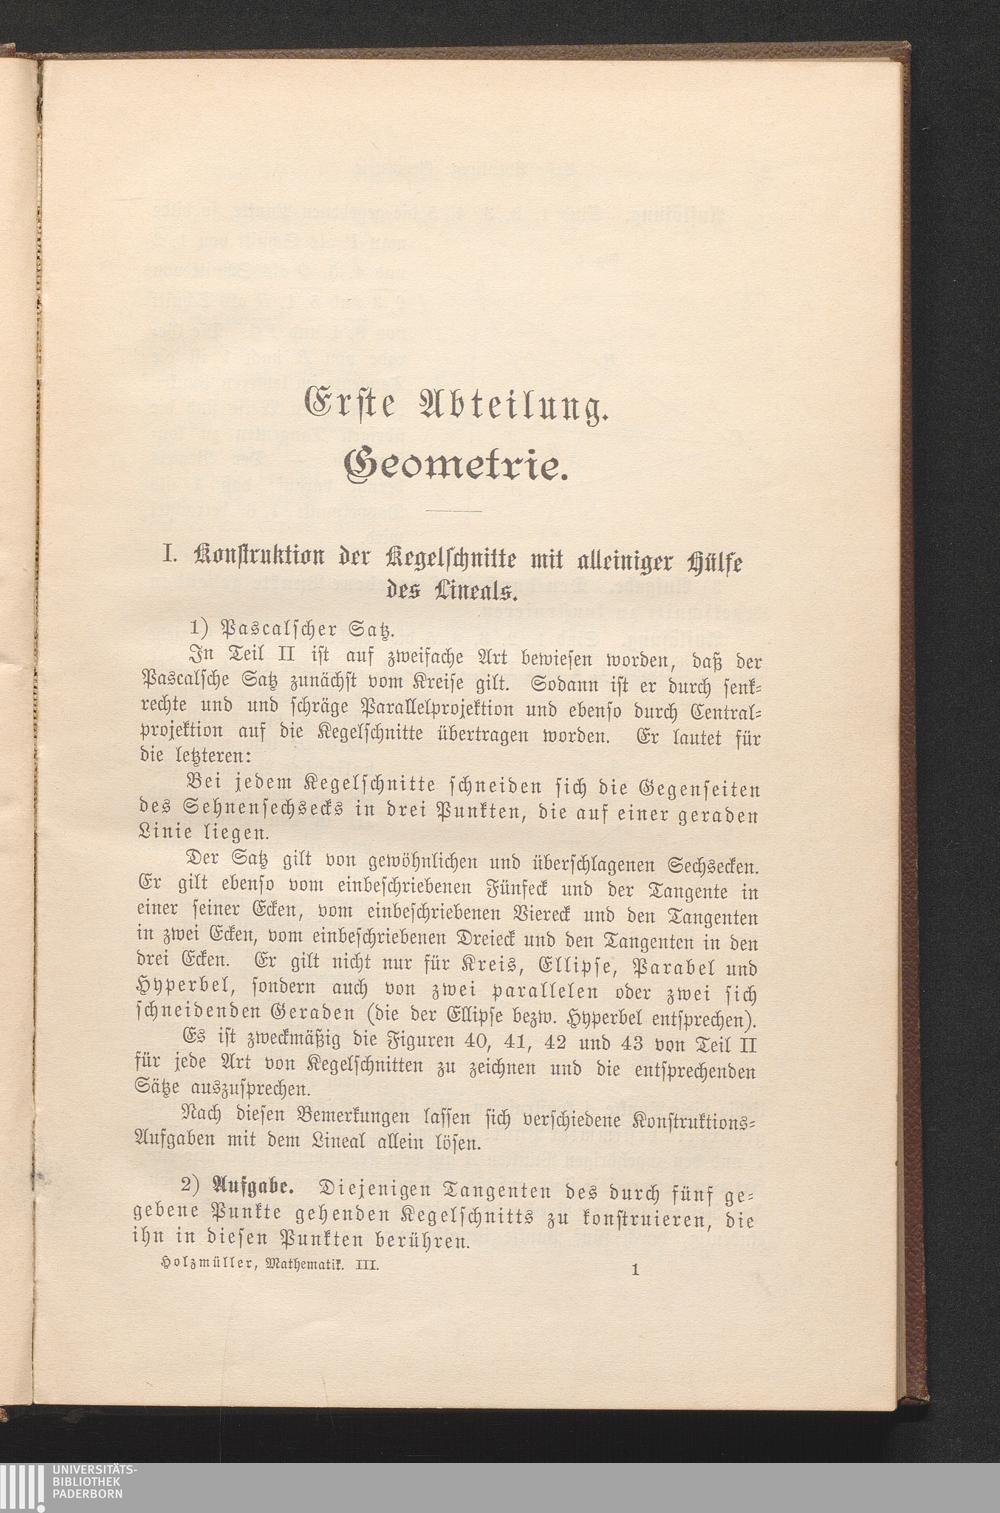 Erste Abteilung.
Geometrie.
I. Konstruktion der Kegelschnitte mit alleiniger Hülfe
des Lineals.
1) Pascalscher Satz.
In Teil II ist auf zweifache Art bewiesen worden, daß der
Pascalsche Satz zunächst vom Kreise gilt. Sodann ist er durch senk-
rechte und und schräge Parallelprojektion und ebenso durch Central-
projektion auf die Kegelschnitte übertragen worden. Er lautet für
die letzteren:
Bei jedem Kegelschnitte schneiden sich die Gegenseiten
des Sehnensechsecks in drei Punkten, die auf einer geraden
Linie liegen.
Der Satz gilt von gewöhnlichen und überschlagenen Sechsecken.
Er gilt ebenso vom einbeschriebenen Fünfeck und der Tangente in
einer seiner Ecken, vom einbeschriebenen Viereck und den Tangenten
in zwei Ecken, vom einbeschriebenen Dreieck und den Tangenten in den
drei Ecken. Er gilt nicht nur für Kreis, Ellipse, Parabel und
Hyperbel, sondern auch von zwei parallelen oder zwei sich
schneidenden Geraden (die der Ellipse bezw. Hyperbel entsprechen).
Es ist zweckmäßig die Figuren 40, 41, 42 und 43 von Teil II
für jede Art von Kegelschnitten zu zeichnen und die entsprechenden
Sätze auszusprechen.
Nach diesen Bemerkungen lassen sich verschiedene Konstruktions-
Aufgaben mit dem Lineal allein lösen.
2) Aufgabe. Diejenigen Tangenten des durch fünf ge-
gebene Punkte gehenden Kegelschnitts zu konstruieren, die
ihn in diesen Punkten berühren.
Holzmüller, Mathematik. III.
1
UNIVERSITÄTS-
BIBLIOTHEK
PADERBORN